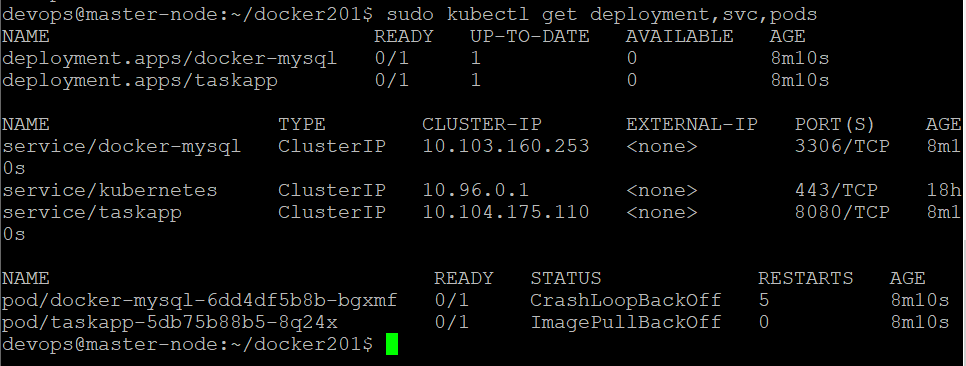 devops@master-node:~/docker201$ sudo kubectl get deployment,svc,pods
NAME                           READY   UP-TO-DATE   AVAILABLE   AGE
deployment.apps/docker-mysql   0/1     1            0           8m10s
deployment.apps/taskapp        0/1     1            0           8m10s

NAME                   TYPE        CLUSTER-IP       EXTERNAL-IP   PORT(S)    AGE
service/docker-mysql   ClusterIP   10.103.160.253   <none>        3306/TCP   8m1
0s
service/kubernetes     ClusterIP   10.96.0.1        <none>        443/TCP    18h
service/taskapp        ClusterIP   10.104.175.110   <none>        8080/TCP   8m1
0s

NAME                                READY   STATUS             RESTARTS   AGE
pod/docker-mysql-6dd4df5b8b-bgxmf   0/1     CrashLoopBackOff   5          8m10s
pod/taskapp-5db75b88b5-8q24x        0/1     ImagePullBackOff   0          8m10s
devops@master-node:~/docker201$